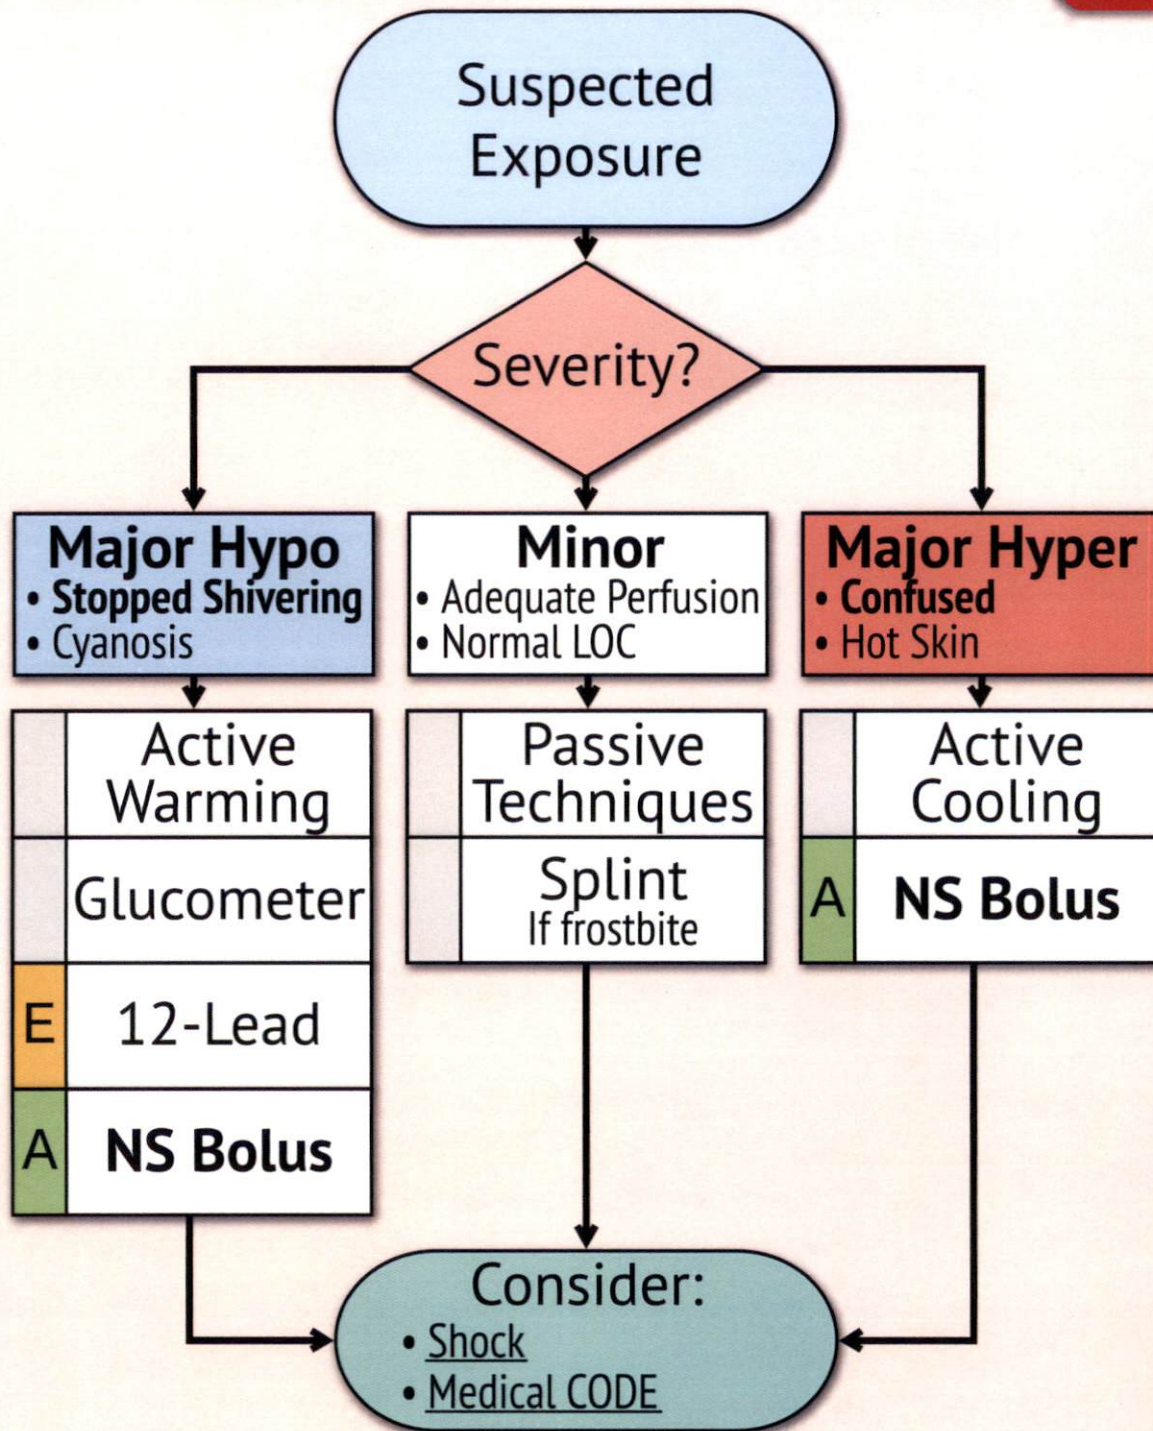 Suspected
Exposure
Severity?
Major Hypo
• Stopped Shivering
• Cyanosis
Minor
• Adequate Perfusion
• Normal LOC
Major Hyper
• Confused
• Hot Skin
Active
Warming
Glucometer
E 12-Lead
A NS Bolus
Passive
Techniques
Splint
If frostbite
Active
Cooling
A NS Bolus
Consider:
• Shock
• Medical CODE